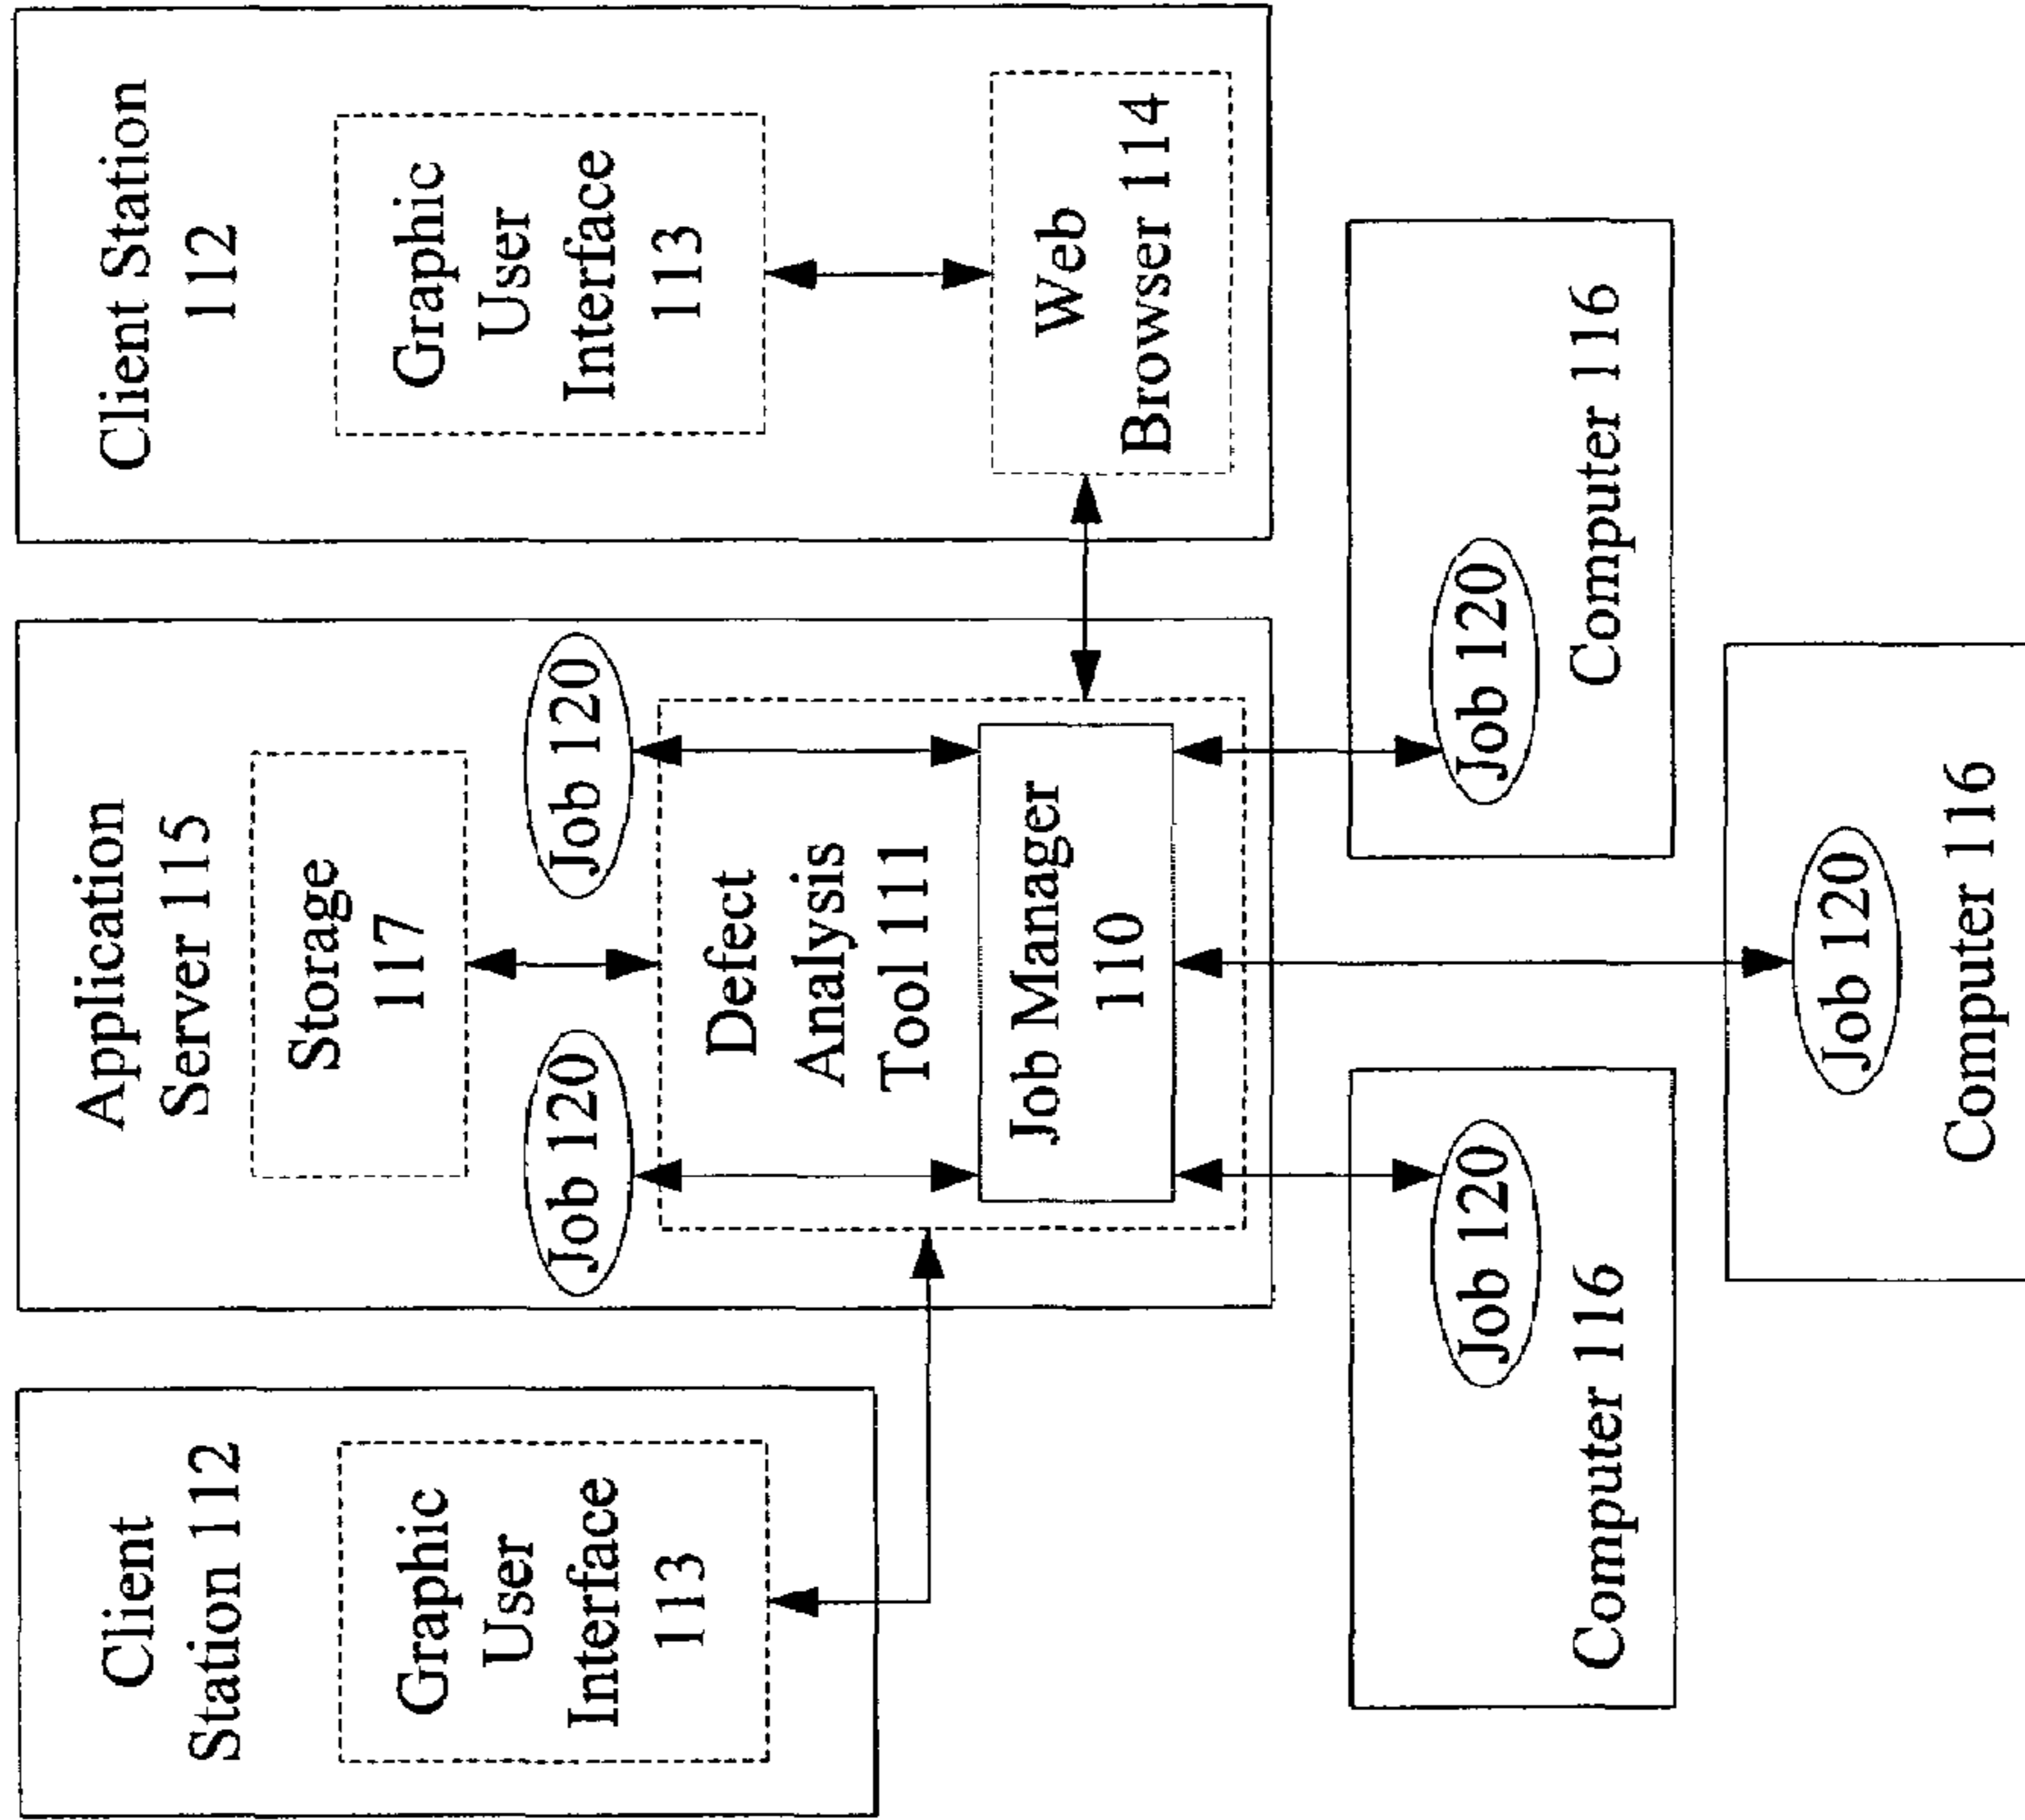 Client
Station 112
Graphic
User
Interface
113
Application
Server 115
Storage
117
Job 120
Job 120
Defect
Analysis
Tool 111
Job Manager
110
Client Station
112
Graphic
User
Interface
113
Web
Browser 114
Job 120
Computer 116
Job 120
Computer 116
Job 120
Computer 116